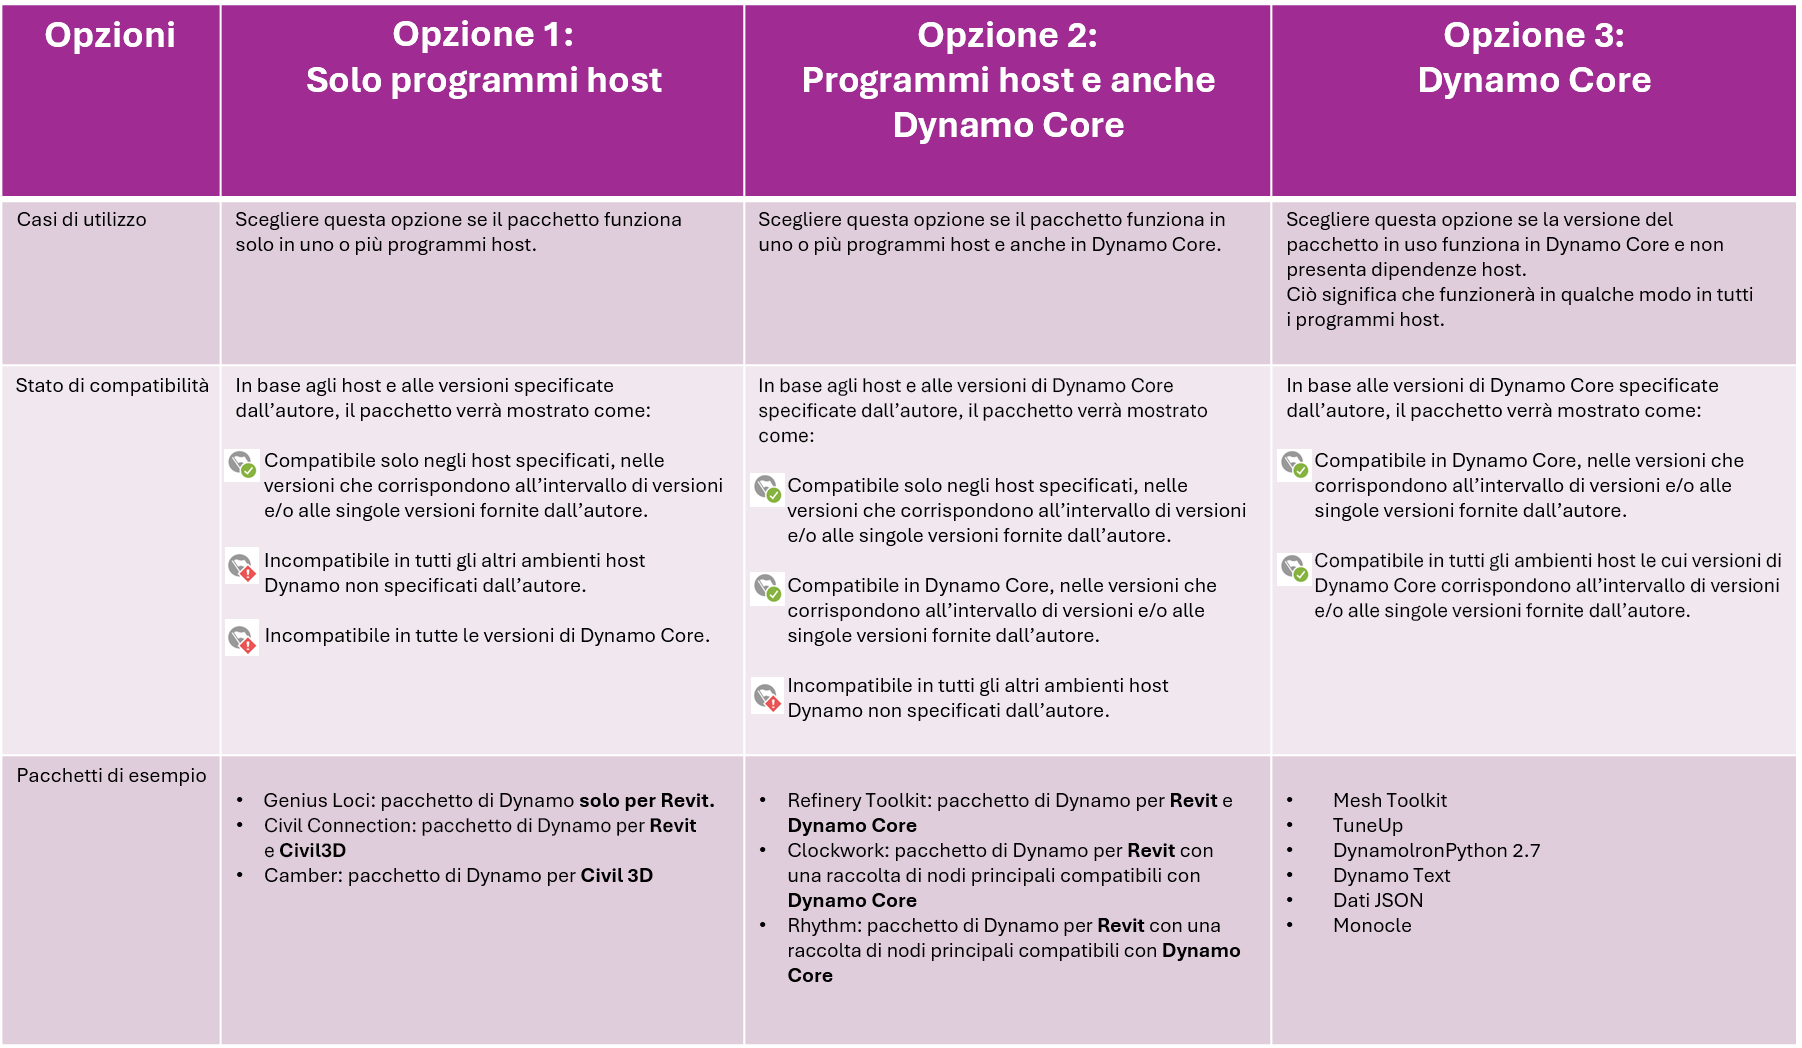 Opzioni
Opzione 1:
Solo programmi host
Opzione 2:
Programmi host e anche
Dynamo Core
Opzione 3:
Dynamo Core
Casi di utilizzo
Scegliere questa opzione se il pacchetto funziona
solo in uno o più programmi host.
Scegliere questa opzione se il pacchetto funziona in
uno o più programmi host e anche in Dynamo Core.
Scegliere questa opzione se la versione del
pacchetto in uso funziona in Dynamo Core e non
presenta dipendenze host.
Ciò significa che funzionerà in qualche modo in tutti
i programmi host.
Stato di compatibilità
In base agli host e alle versioni specificate
dall'autore, il pacchetto verrà mostrato come:
Compatibile solo negli host specificati, nelle
versioni che corrispondono all'intervallo di versioni
e/o alle singole versioni fornite dall'autore.
Incompatibile in tutti gli altri ambienti host
Dynamo non specificati dall'autore.
Incompatibile in tutte le versioni di Dynamo Core.
In base agli host e alle versioni di Dynamo Core
specificate dall'autore, il pacchetto verrà mostrato
come:
Compatibile solo negli host specificati, nelle
versioni che corrispondono all'intervallo di versioni
e/o alle singole versioni fornite dall'autore.
Compatibile in Dynamo Core, nelle versioni che
corrispondono all'intervallo di versioni e/o alle
singole versioni fornite dall'autore.
Incompatibile in tutti gli altri ambienti host
Dynamo non specificati dall'autore.
In base alle versioni di Dynamo Core specificate
dall'autore, il pacchetto verrà mostrato come:
Compatibile in Dynamo Core, nelle versioni che
corrispondono all'intervallo di versioni e/o alle
singole versioni fornite dall'autore.
Compatibile in tutti gli ambienti host le cui versioni di
Dynamo Core corrispondono all'intervallo di versioni
e/o alle singole versioni fornite dall'autore.
Pacchetti di esempio
• Genius Loci: pacchetto di Dynamo solo per Revit.
• Civil Connection: pacchetto di Dynamo per Revit
e Civil3D
• Camber: pacchetto di Dynamo per Civil 3D
• Refinery Toolkit: pacchetto di Dynamo per Revit e
Dynamo Core
• Clockwork: pacchetto di Dynamo per Revit con
una raccolta di nodi principali compatibili con
Dynamo Core
• Rhythm: pacchetto di Dynamo per Revit con una
raccolta di nodi principali compatibili con Dynamo
Core
• Mesh Toolkit
• TuneUp
• DynamoIronPython 2.7
• Dynamo Text
• Dati JSON
• Monocle